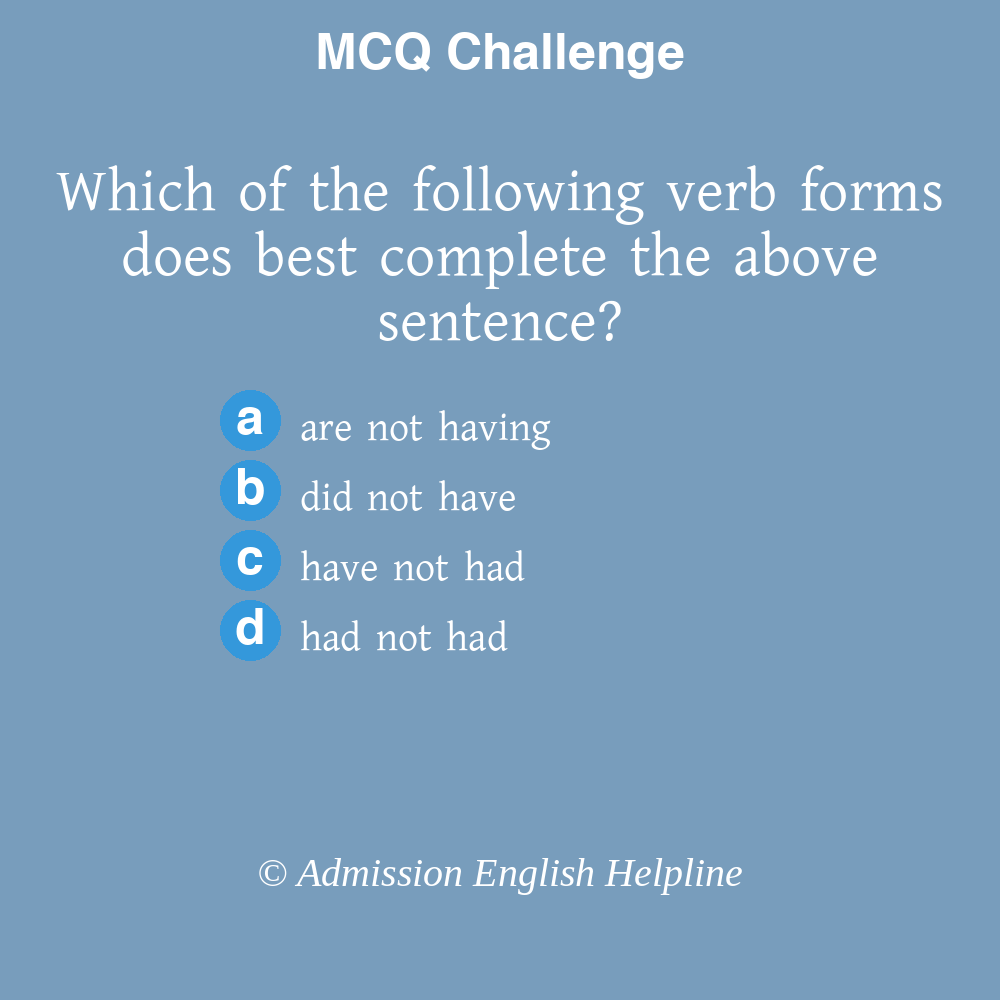 MCQ Challenge
Which of the following verb forms
does best complete the above
sentence?
a are not having
b did not have
c have not had
d had not had
© Admission English Helpline